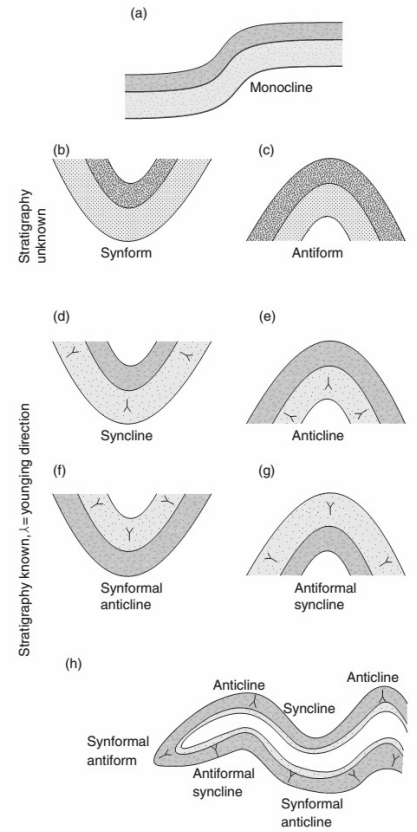 (a)
Monocline
(b)
(c)
Stratigraphy
unknown
Synform
Antiform
(d)
(e)
Syncline
Anticline
(f)
(g)
Stratigraphy known, ⅄ = younging direction
Synformal
anticline
Antiformal
syncline
(h)
Anticline
Anticline
Syncline
Synformal
antiform
Antiformal
syncline
Synformal
anticline